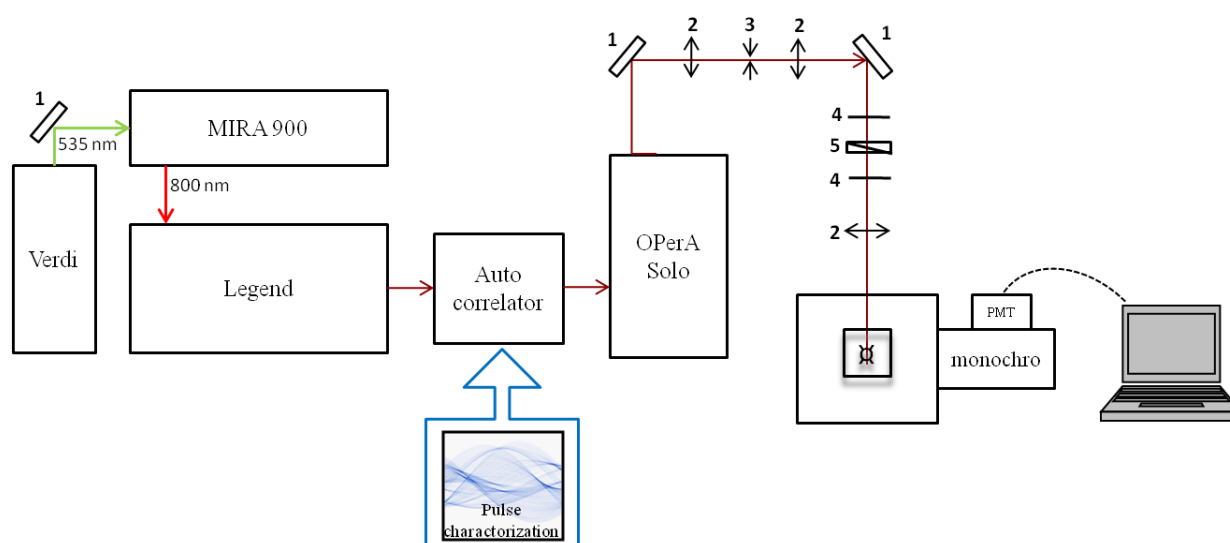 1
2
3
2
1
1
MIRA 900
535 nm
4
5
4
800 nm
Verdi
Legend
Auto
correlator
OPerA
Solo
2
PMT
monochro
Pulse
charactorization